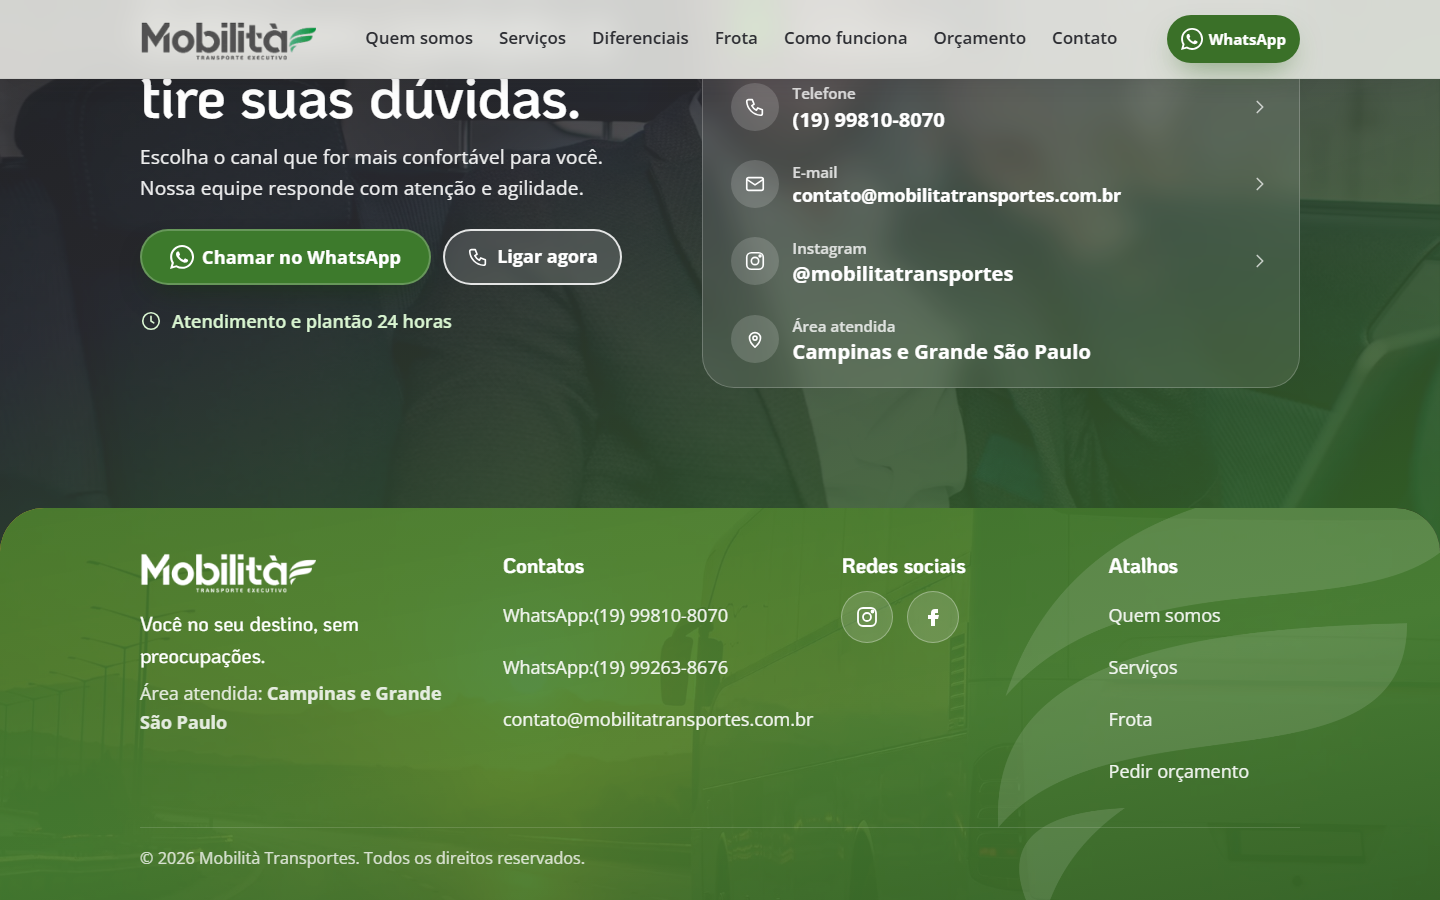 Mobilità
TRANSPORTE EXECUTIVO
Quem somos
Serviços
Diferenciais
Frota
Como funciona
Orçamento
Contato
WhatsApp
tire suas dúvidas.
Escolha o canal que for mais confortável para você.
Nossa equipe responde com atenção e agilidade.
Chamar no WhatsApp
Ligar agora
Atendimento e plantão 24 horas
Telefone
(19) 99810-8070
E-mail
contato@mobilitatransportes.com.br
Instagram
@mobilitatransportes
Área atendida
Campinas e Grande São Paulo
Mobilità
TRANSPORTE EXECUTIVO
Você no seu destino, sem
preocupações.
Área atendida: Campinas e Grande
São Paulo
Contatos
WhatsApp:(19) 99810-8070
WhatsApp:(19) 99263-8676
contato@mobilitatransportes.com.br
Redes sociais
Atalhos
Quem somos
Serviços
Frota
Pedir orçamento
© 2026 Mobilità Transportes. Todos os direitos reservados.